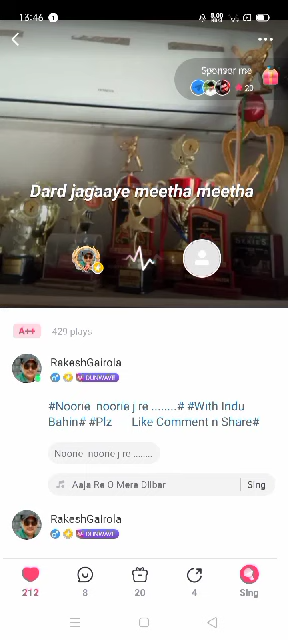 13:46
Sponsor me
20
Dard jagaaye meetha meetha
A++ 429 plays
RakeshGairola
#Noorie noorie j re ........# #With Indu
Bahin# #Plz Like Comment n Share#
Noorie noorie j re ........
Aaja Re O Mera Dilbar Sing
RakeshGairola
212 8 20 4 Sing